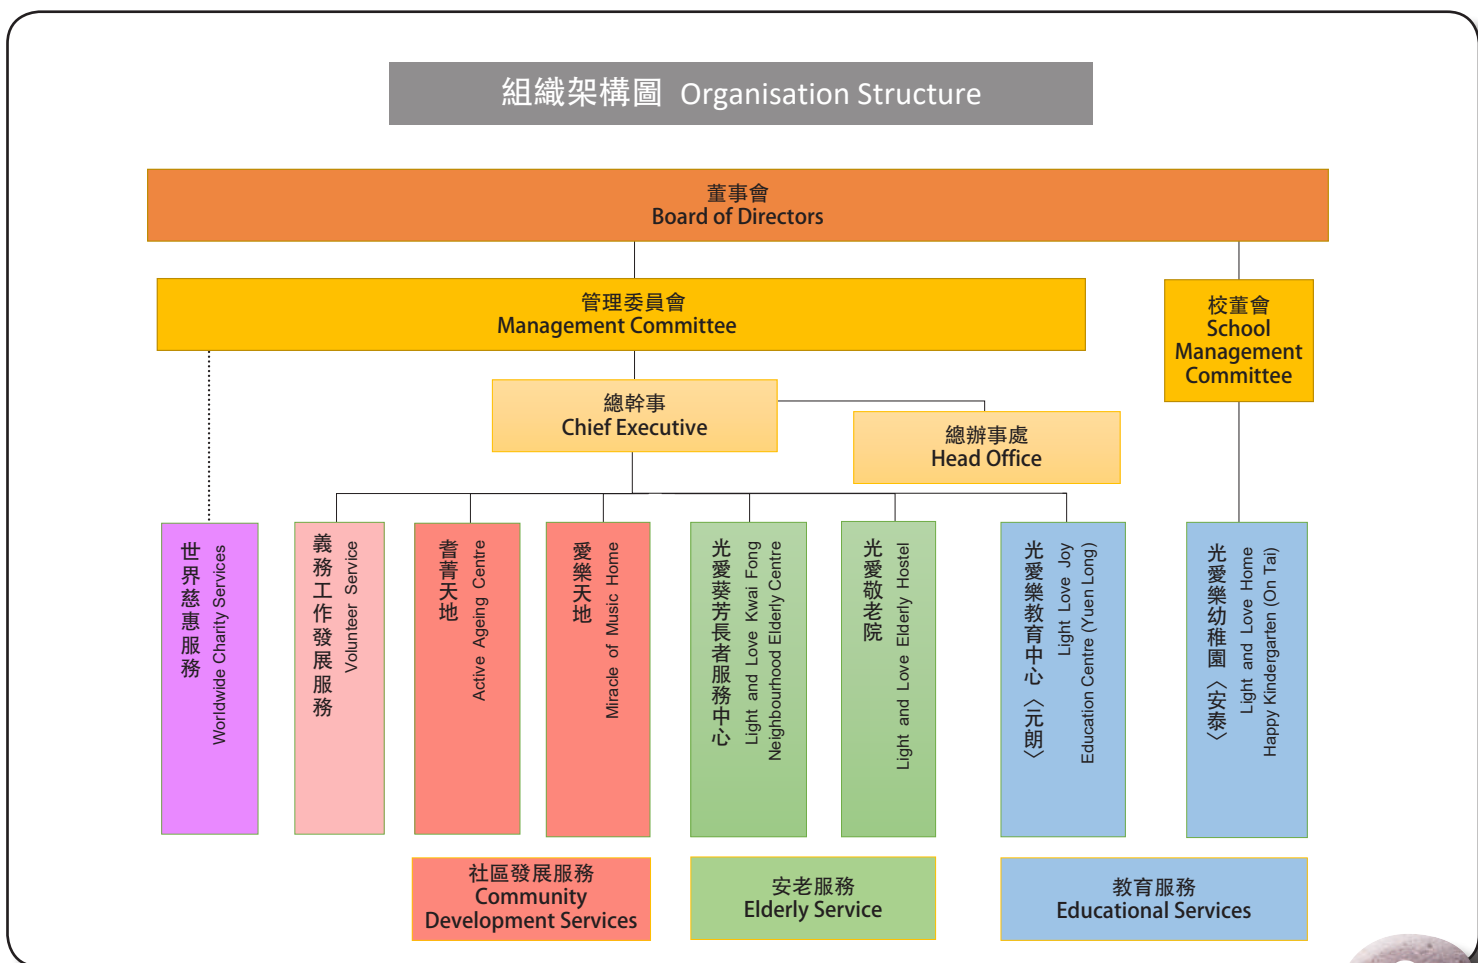 組織架構圖 Organisation Structure
董事會
Board of Directors
管理委員會
Management Committee
校董會
School
Management
Committee
總幹事
Chief Executive
總辦事處
Head Office
世界慈惠服務
Worldwide Charity Services
義務工作發展服務
Volunteer Service
耆菁天地
Active Ageing Centre
愛樂天地
Miracle of Music Home
光愛葵芳長者服務中心
Light and Love Kwai Fong
Neighbourhood Elderly Centre
光愛敬老院
Light and Love Elderly Hostel
光愛樂教育中心〈元朗〉
Light Love Joy
Education Centre (Yuen Long)
光愛樂幼稚園〈安泰〉
Light and Love Home
Happy Kindergarten (On Tai)
社區發展服務
Community
Development Services
安老服務
Elderly Service
教育服務
Educational Services